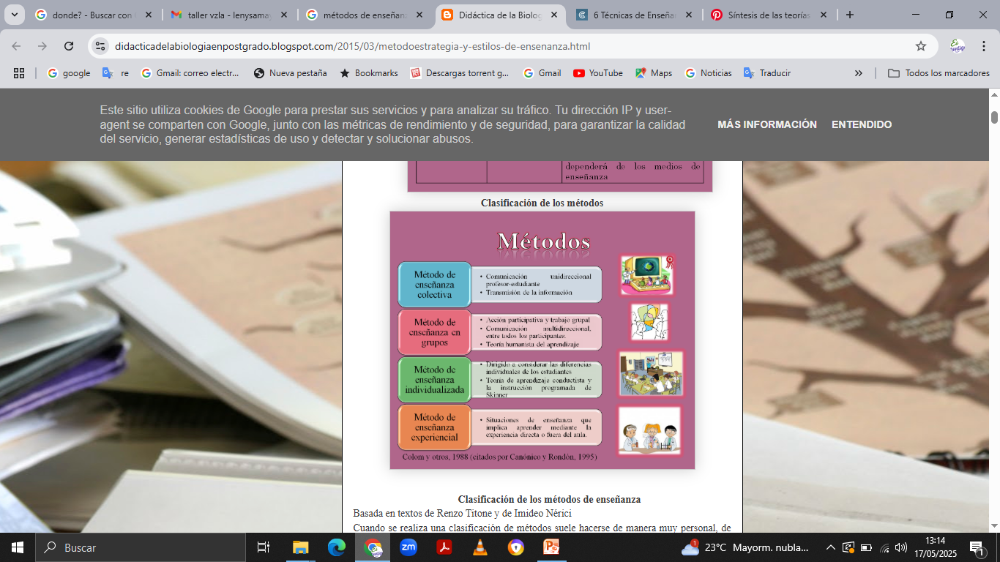 donde? - Buscar con
taller vzla - lenysama
métodos de enseñan
Didáctica de la Biolog
6 Técnicas de Enseña
Síntesis de las teorías
didacticadelabiologiaenpostgrado.blogspot.com/2015/03/metodoestrategia-y-estilos-de-ensenanza.html
google
re
Gmail: correo electr...
Nueva pestaña
Bookmarks
Descargas torrent g...
Gmail
YouTube
Maps
Noticias
Traducir
»
Todos los marcadores
Este sitio utiliza cookies de Google para prestar sus servicios y para analizar su tráfico. Tu dirección IP y user-
agent se comparten con Google, junto con las métricas de rendimiento y de seguridad, para garantizar la calidad
del servicio, generar estadísticas de uso y detectar y solucionar abusos.
MÁS INFORMACIÓN
ENTENDIDO
dependerá de los medios de
enseñanza
Clasificación de los métodos
Métodos
Método de
enseñanza
colectiva
• Comunicación unidireccional
profesor-estudiante
• Transmisión de la información
Método de
enseñanza en
grupos
• Acción participativa y trabajo grupal
• Comunicación multidireccional,
entre todos los participantes.
• Teoría humanista del aprendizaje
Método de
enseñanza
individualizada
• Dirigido a considerar las diferencias
individuales de los estudiantes
• Teoría de aprendizaje conductista y
la instrucción programada de
Skinner
Método de
enseñanza
experiencial
• Situaciones de enseñanza que
implica aprender mediante la
experiencia directa o fuera del aula.
Colom y otros, 1988 (citados por Canónico y Rondón, 1995)
Clasificación de los métodos de enseñanza
Basada en textos de Renzo Titone y de Imideo Nérici
Cuando se realiza una clasificación de métodos suele hacerse de manera muy personal, de
Buscar
zm
1
23°C Mayorm. nubla...
13:14
17/05/2025
1